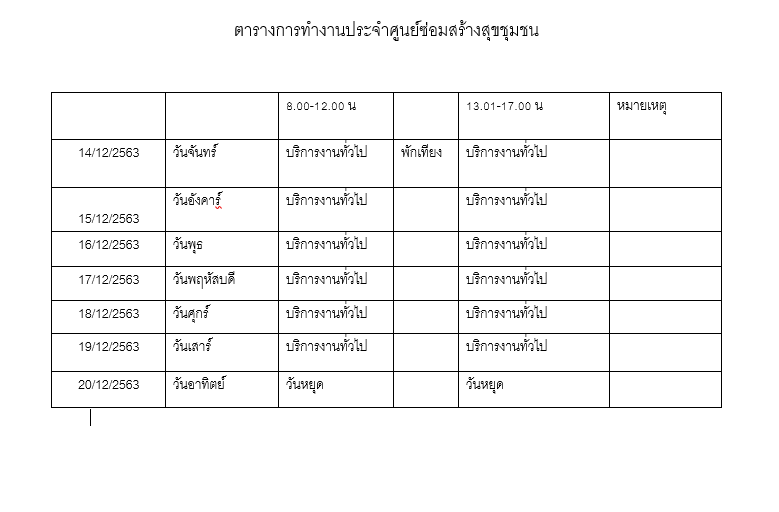 ตารางการทำงานประจำศูนย์ซ่อมสร้างสุขชุมชน
8.00-12.00 น 13.01-17.00 น หมายเหตุ
14/12/2563 วันจันทร์ บริการงานทั่วไป พักเที่ยง บริการงานทั่วไป
15/12/2563 วันอังคาร์ บริการงานทั่วไป บริการงานทั่วไป
16/12/2563 วันพุธ บริการงานทั่วไป บริการงานทั่วไป
17/12/2563 วันพฤหัสบดี บริการงานทั่วไป บริการงานทั่วไป
18/12/2563 วันศุกร์ บริการงานทั่วไป บริการงานทั่วไป
19/12/2563 วันเสาร์ บริการงานทั่วไป บริการงานทั่วไป
20/12/2563 วันอาทิตย์ วันหยุด วันหยุด